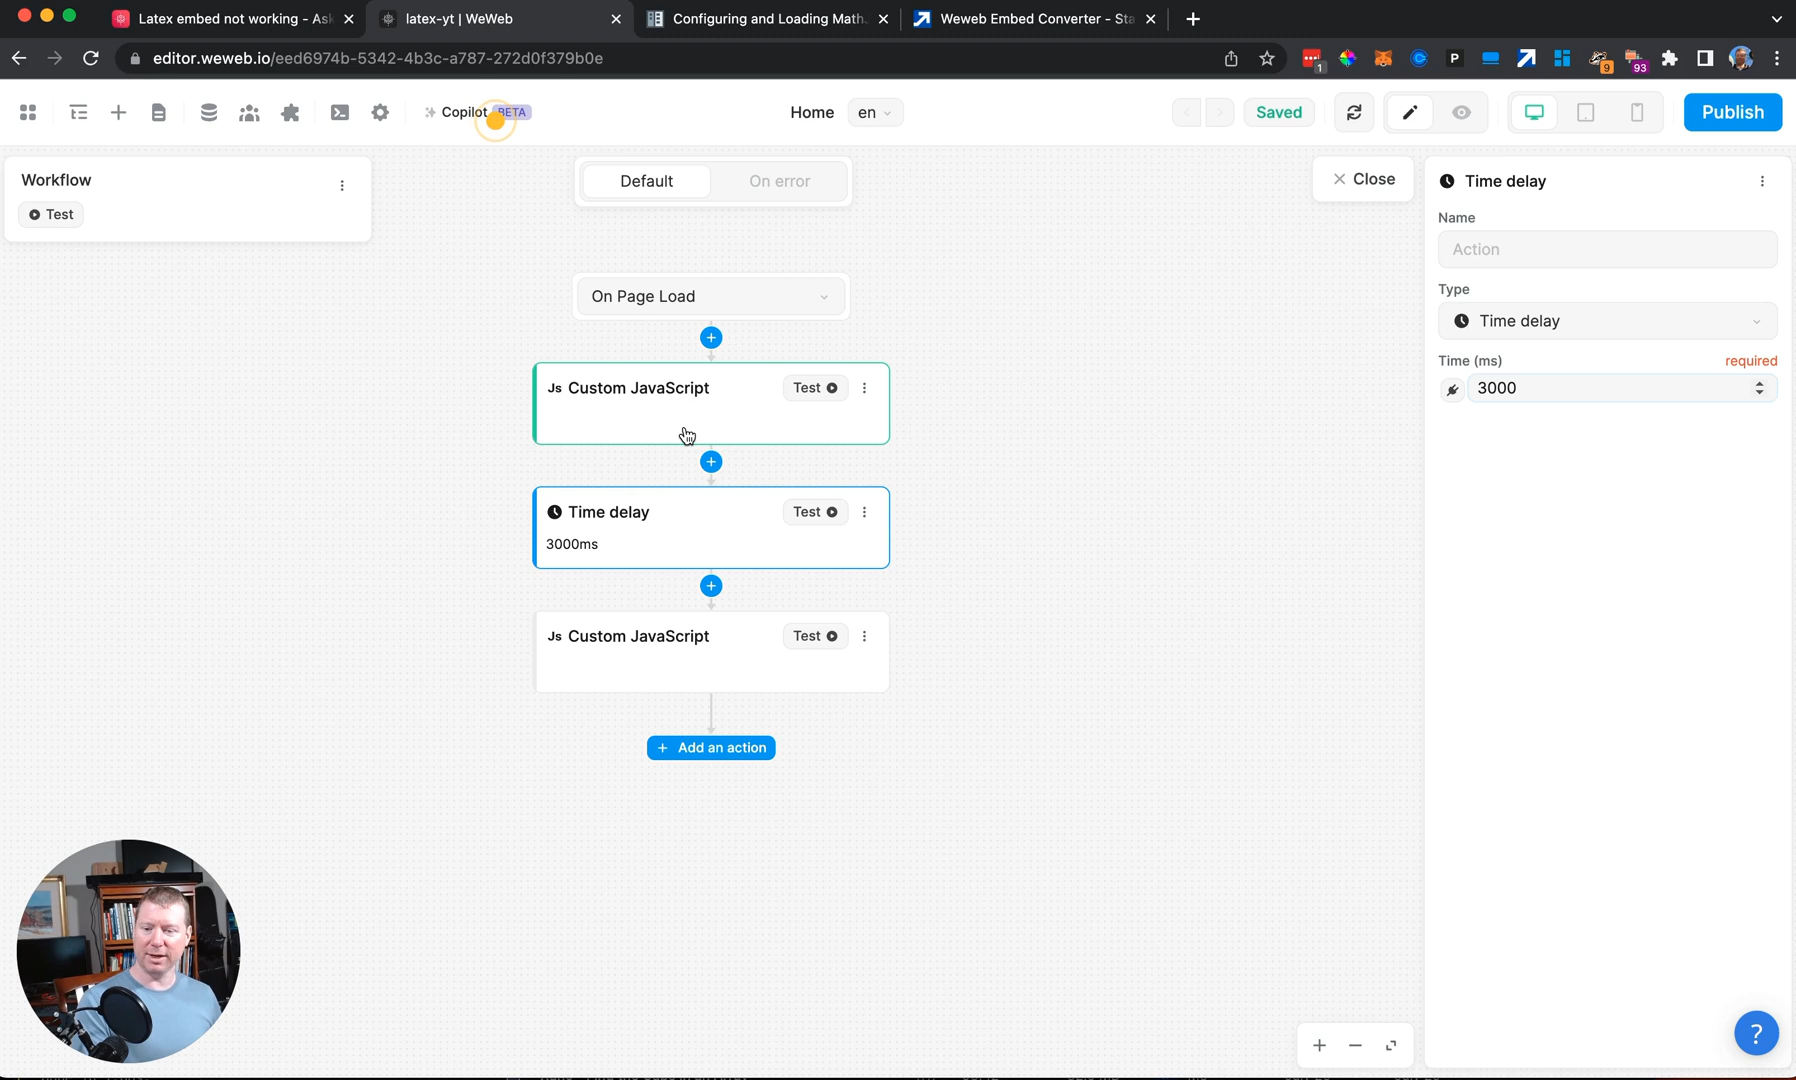 Latex embed not working - Ask
latex-yt | WeWeb
Configuring and Loading Math
Weweb Embed Converter - Sta
editor.weweb.io/eed6974b-5342-4b3c-a787-272d0f379b0e
1
P
9
93
Copilot
BETA
Home
en
Saved
Publish
Workflow
Test
Default
On error
Close
On Page Load
Js Custom JavaScript
Test
Time delay
Test
3000ms
Js Custom JavaScript
Test
+ Add an action
Time delay
Name
Action
Type
Time delay
Time (ms)
required
3000
?